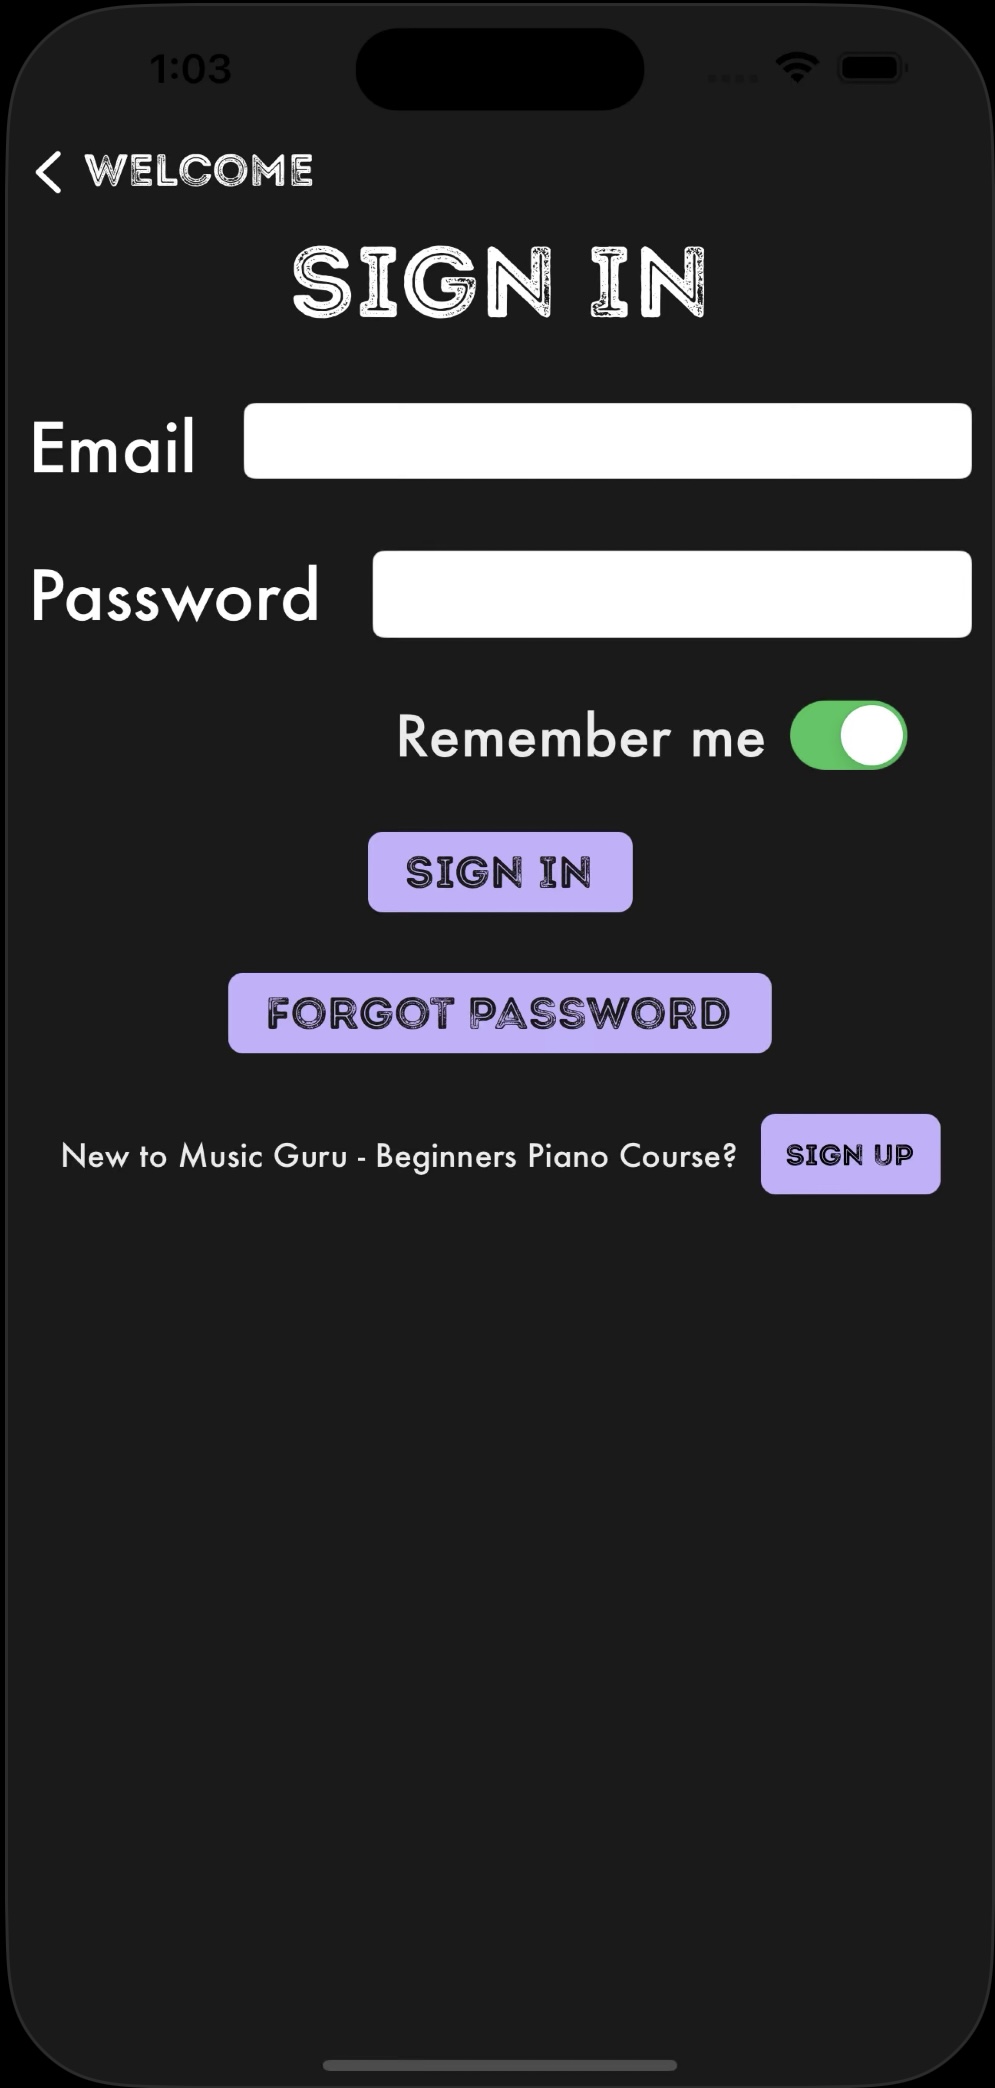 1:03
WELCOME
SIGN IN
Email
Password
Remember me
SIGN IN
FORGOT PASSWORD
New to Music Guru - Beginners Piano Course? SIGN UP